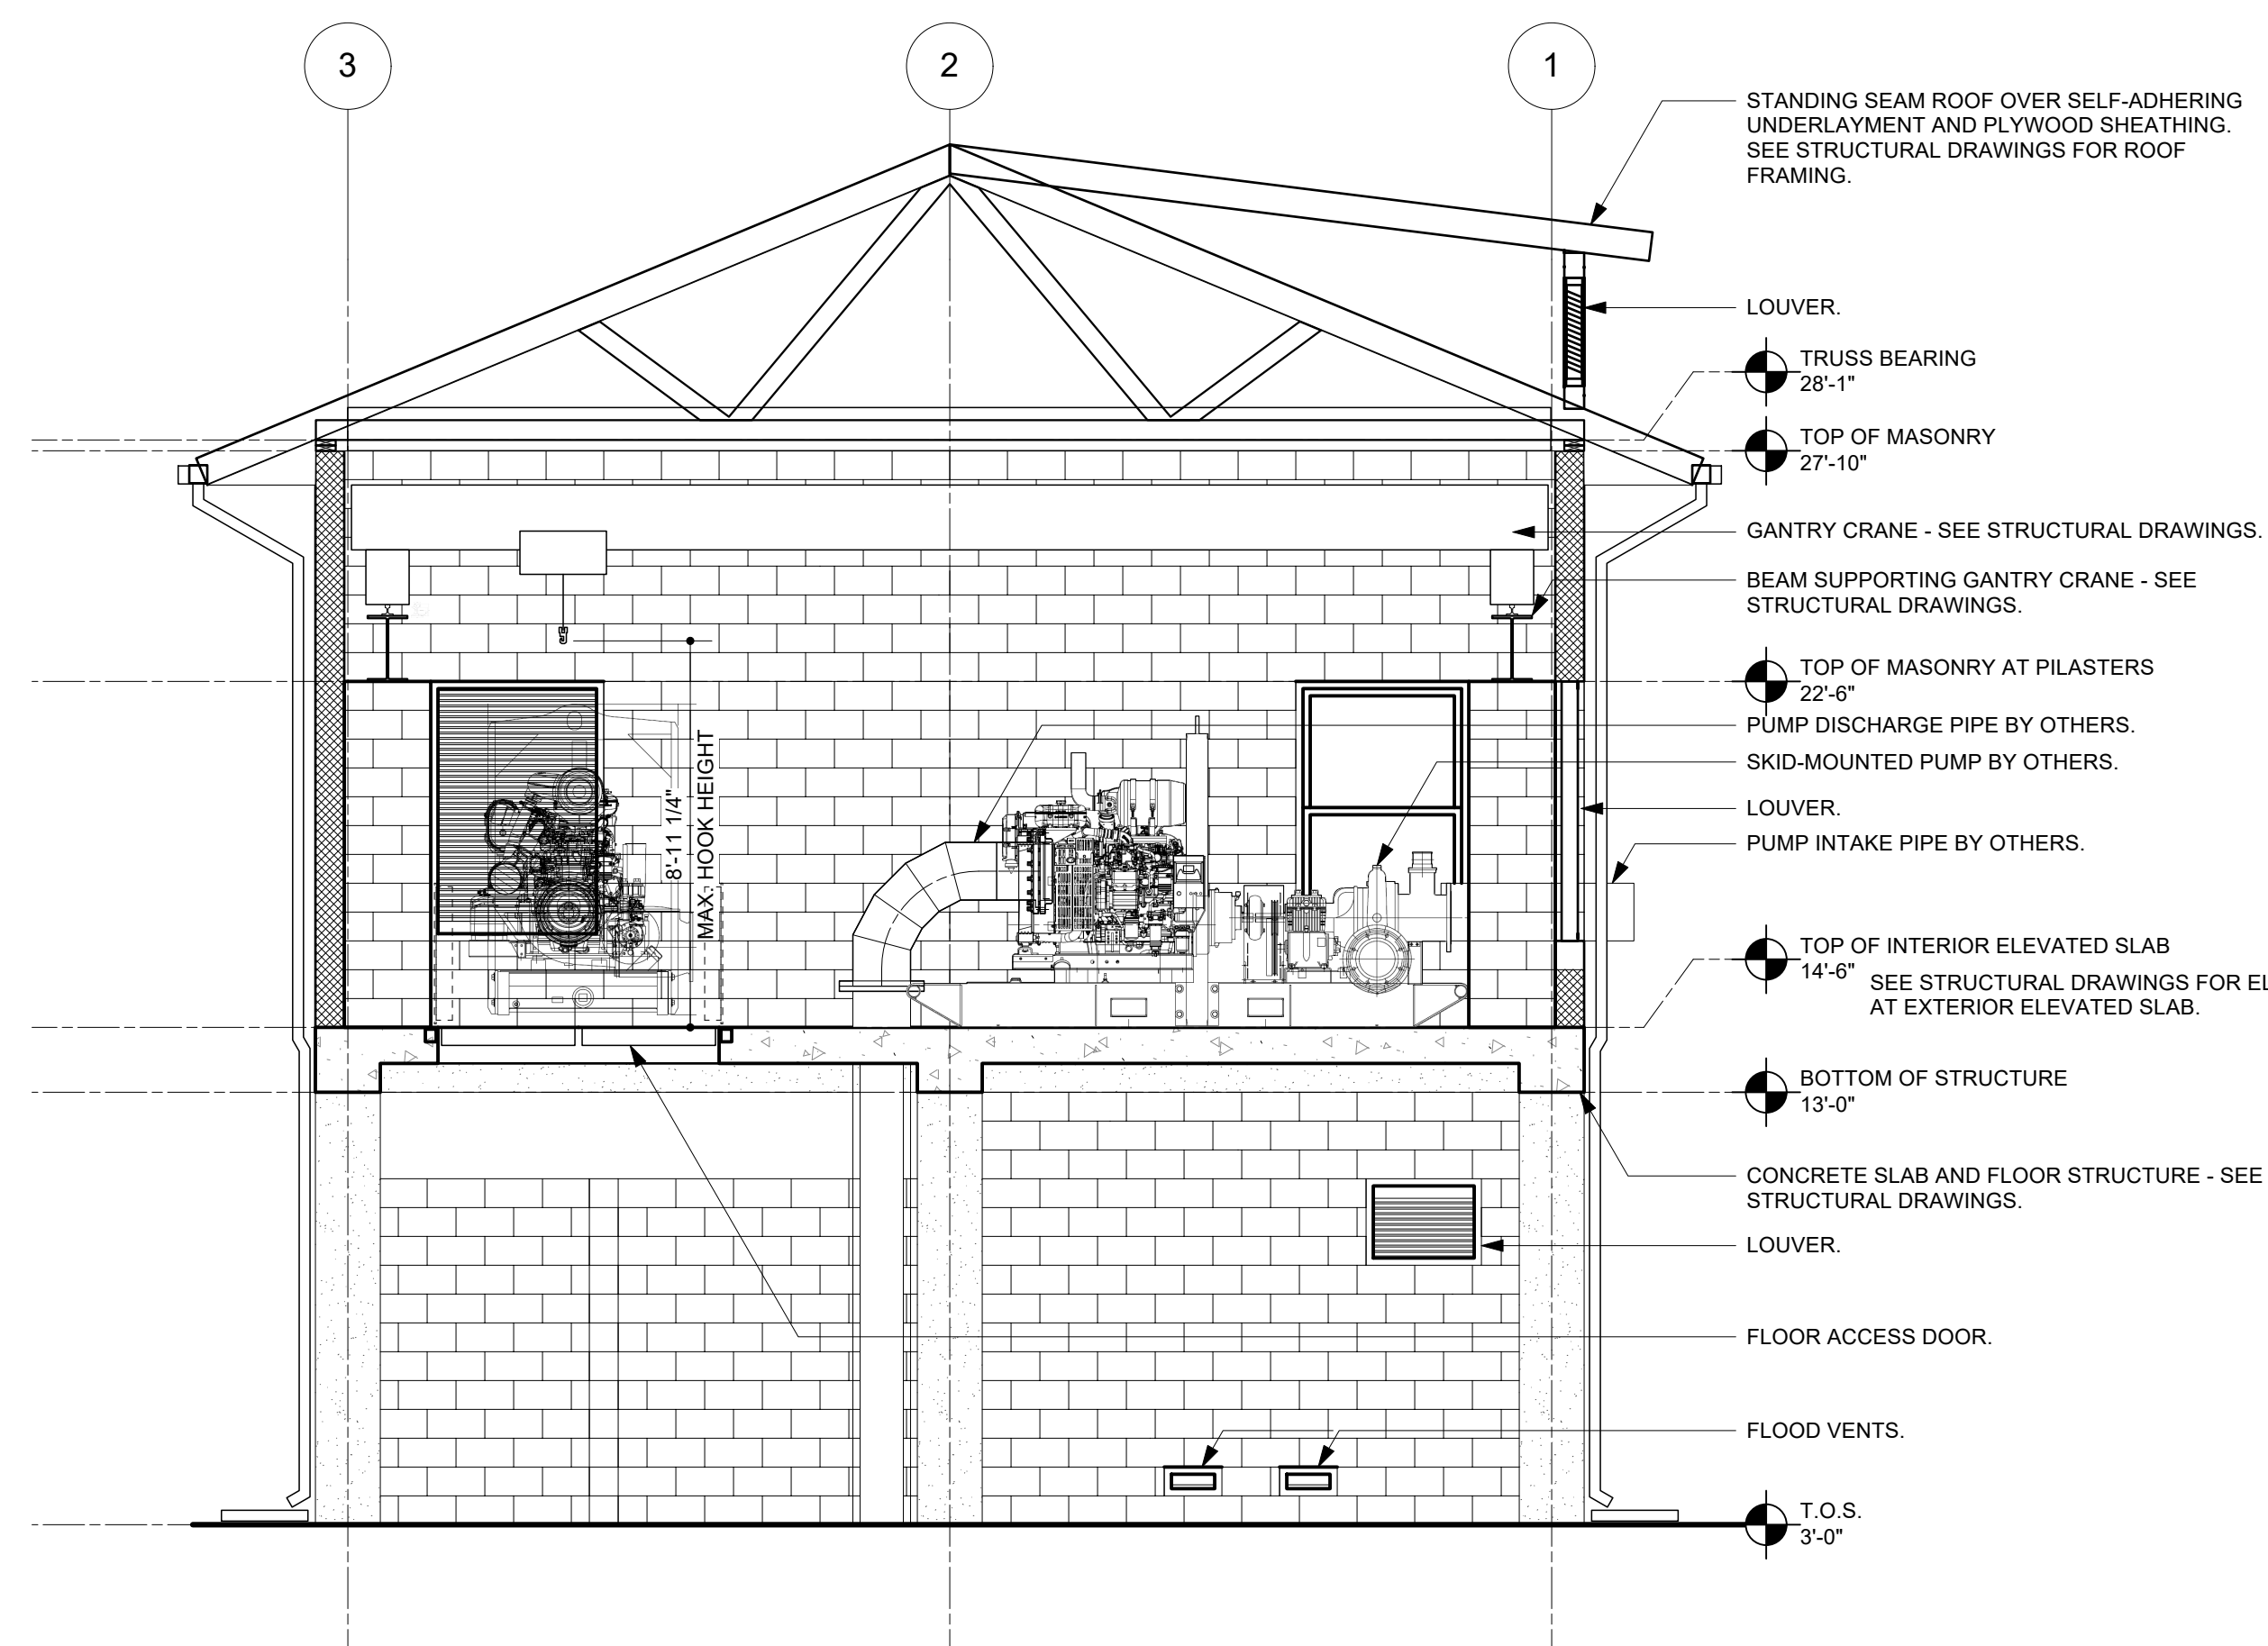 3
2
1
STANDING SEAM ROOF OVER SELF-ADHERING
UNDERLAYMENT AND PLYWOOD SHEATHING.
SEE STRUCTURAL DRAWINGS FOR ROOF
FRAMING.
LOUVER.
TRUSS BEARING
28'-1"
TOP OF MASONRY
27'-10"
GANTRY CRANE - SEE STRUCTURAL DRAWINGS.
BEAM SUPPORTING GANTRY CRANE - SEE
STRUCTURAL DRAWINGS.
TOP OF MASONRY AT PILASTERS
22'-6"
PUMP DISCHARGE PIPE BY OTHERS.
SKID-MOUNTED PUMP BY OTHERS.
LOUVER.
PUMP INTAKE PIPE BY OTHERS.
8'-11 1/4"
MAX. HOOK HEIGHT
TOP OF INTERIOR ELEVATED SLAB
14'-6"
SEE STRUCTURAL DRAWINGS FOR EL
AT EXTERIOR ELEVATED SLAB.
BOTTOM OF STRUCTURE
13'-0"
CONCRETE SLAB AND FLOOR STRUCTURE - SEE
STRUCTURAL DRAWINGS.
LOUVER.
FLOOR ACCESS DOOR.
FLOOD VENTS.
T.O.S.
3'-0"